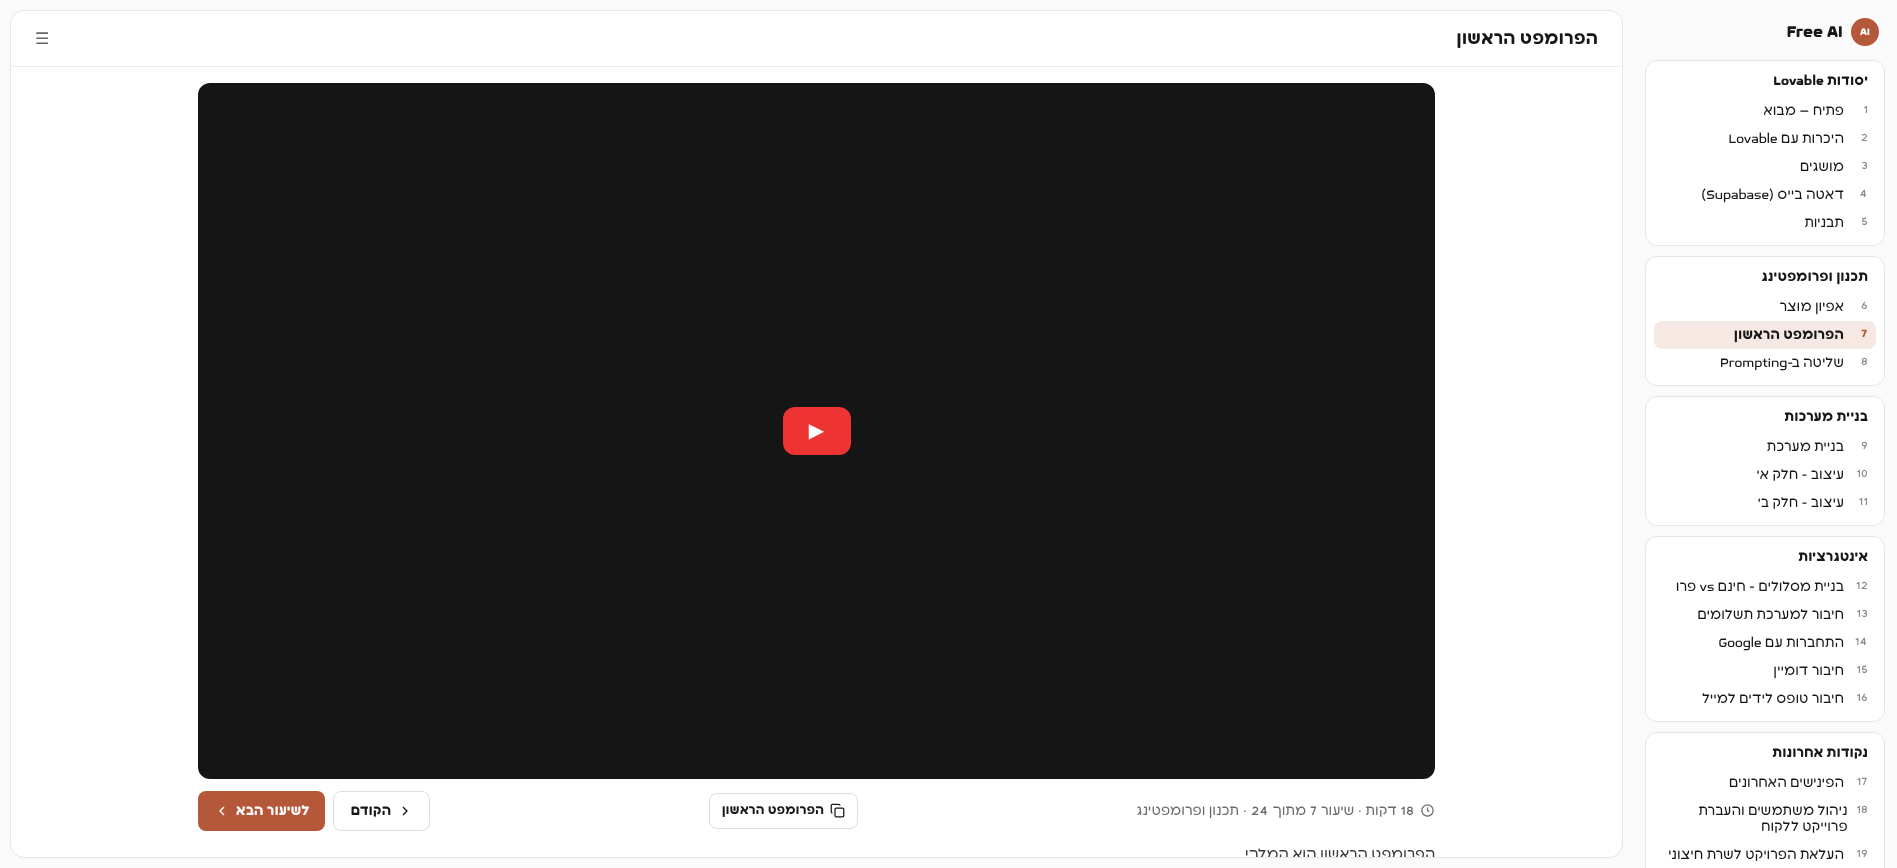 AI Free AI
יסודות Lovable
1 פתיח – מבוא
2 היכרות עם Lovable
3 מושגים
4 דאטה בייס (Supabase)
5 תבניות
תכנון ופרומפטינג
6 אפיון מוצר
7 הפרומפט הראשון
8 שליטה ב-Prompting
בניית מערכות
9 בניית מערכת
10 עיצוב - חלק א׳
11 עיצוב - חלק ב׳
אינטגרציות
12 בניית מסלולים - חינם vs פרו
13 חיבור למערכת תשלומים
14 התחברות עם Google
15 חיבור דומיין
16 חיבור טופס לידים למייל
נקודות אחרונות
17 הפינישים האחרונים
18 ניהול משתמשים והעברת
פרוייקט ללקוח
19 העלאת הפרויקט לשרת חיצוני
הפרומפט הראשון
18 דקות · שיעור 7 מתוך 24 · תכנון ופרומפטינג
הפרומפט הראשון
הקודם
לשיעור הבא
הפרומפט הראשון הוא המלך!